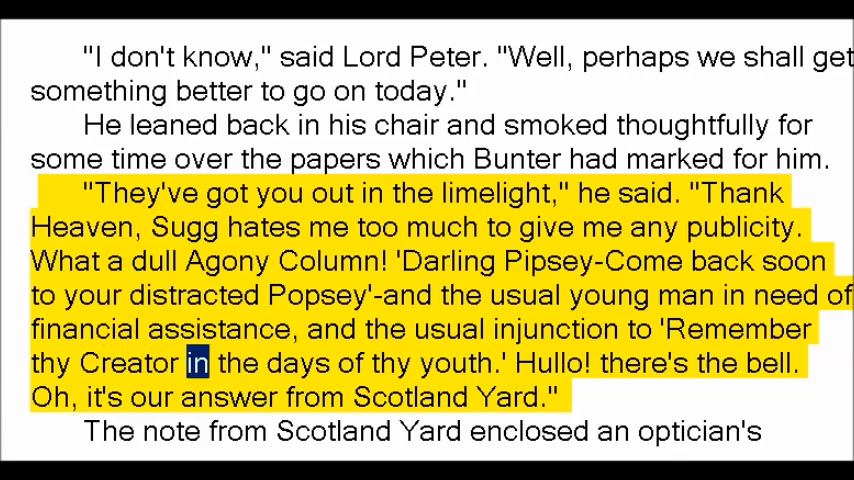 "I don't know," said Lord Peter. "Well, perhaps we shall get
something better to go on today."
He leaned back in his chair and smoked thoughtfully for
some time over the papers which Bunter had marked for him.
"They've got you out in the limelight," he said. "Thank
Heaven, Sugg hates me too much to give me any publicity.
What a dull Agony Column! 'Darling Pipsey-Come back soon
to your distracted Popsey'-and the usual young man in need of
financial assistance, and the usual injunction to 'Remember
thy Creator in the days of thy youth.' Hullo! there's the bell.
Oh, it's our answer from Scotland Yard."
The note from Scotland Yard enclosed an optician's